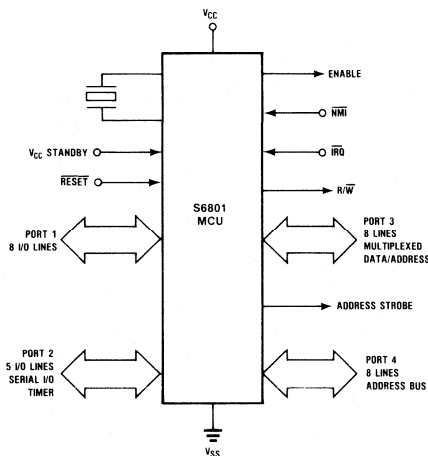 VCC
ENABLE
NMI
VCC STANDBY
IRQ
RESET
R/W
S6801
MCU
PORT 1
8 I/O LINES
PORT 3
8 LINES
MULTIPLEXED
DATA/ADDRESS
ADDRESS STROBE
PORT 2
5 I/O LINES
SERIAL I/O
TIMER
PORT 4
8 LINES
ADDRESS BUS
VSS